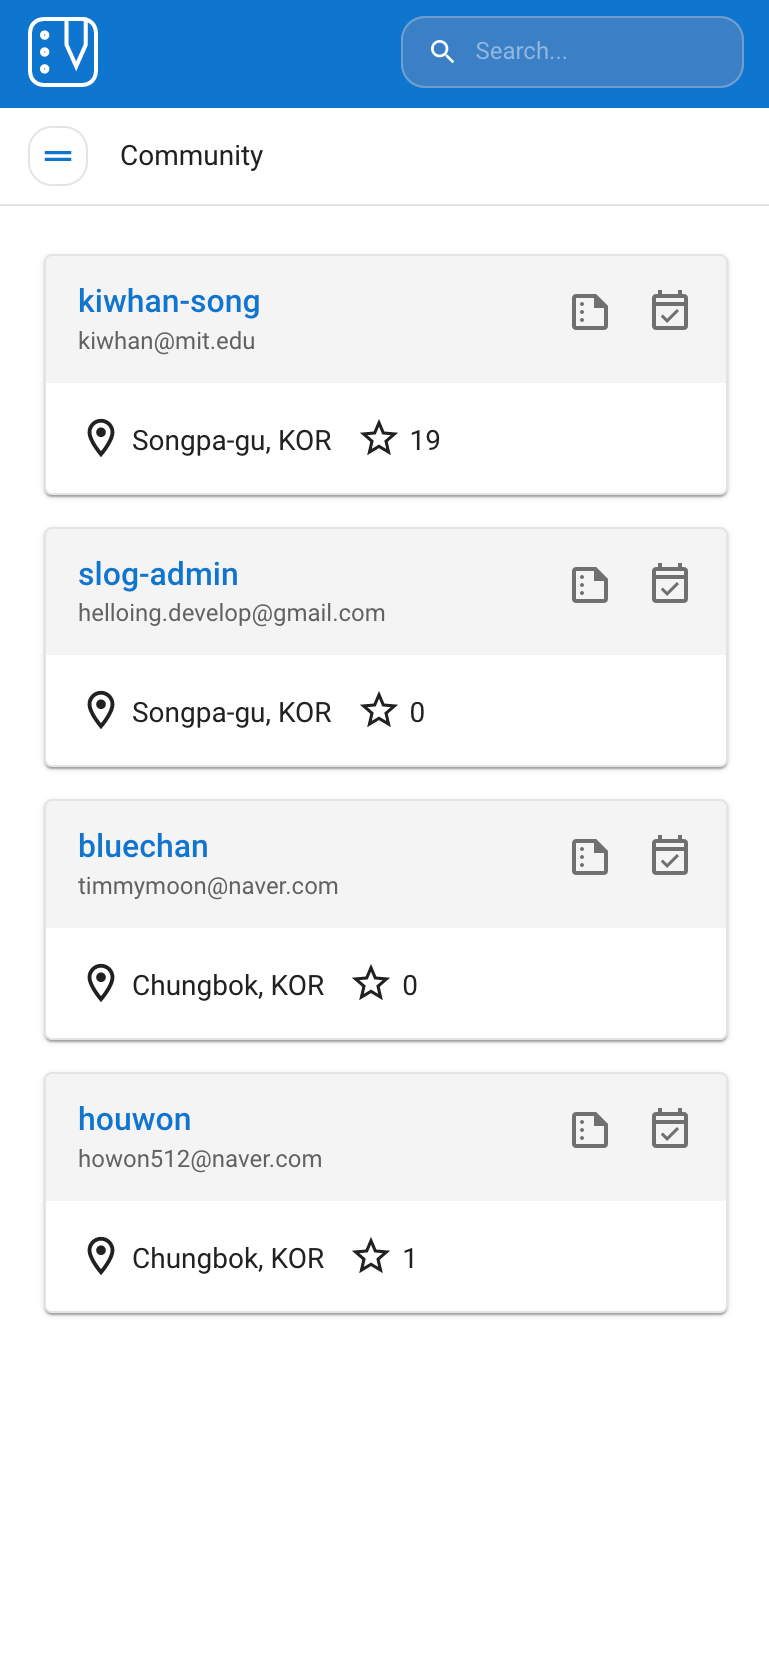 Search...
Community
kiwhan-song
kiwhan@mit.edu
Songpa-gu, KOR 19
slog-admin
helloing.develop@gmail.com
Songpa-gu, KOR 0
bluechan
timmymoon@naver.com
Chungbok, KOR 0
houwon
howon512@naver.com
Chungbok, KOR 1